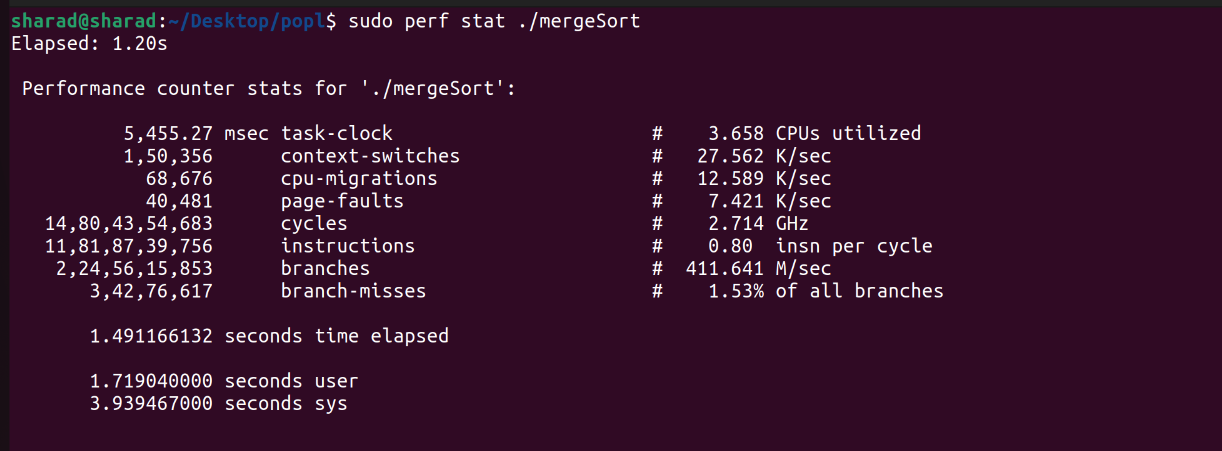 sharad@sharad:~/Desktop/popl$ sudo perf stat ./mergeSort
Elapsed: 1.20s
Performance counter stats for './mergeSort':
5,455.27 msec task-clock # 3.658 CPUs utilized
1,50,356 context-switches # 27.562 K/sec
68,676 cpu-migrations # 12.589 K/sec
40,481 page-faults # 7.421 K/sec
14,80,43,54,683 cycles # 2.714 GHz
11,81,87,39,756 instructions # 0.80 insn per cycle
2,24,56,15,853 branches # 411.641 M/sec
3,42,76,617 branch-misses # 1.53% of all branches
1.491166132 seconds time elapsed
1.719040000 seconds user
3.939467000 seconds sys